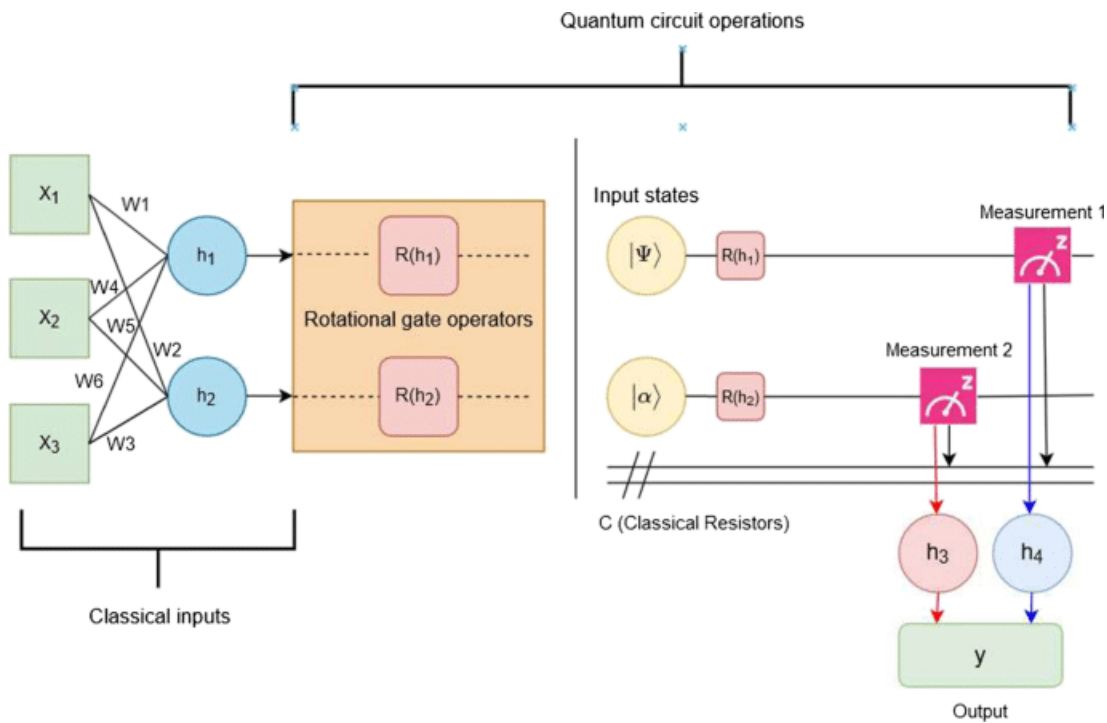 Quantum circuit operations
X1
X2
X3
W1
W4
W5
W2
W6
W3
h1
h2
R(h1)
Rotational gate operators
R(h2)
Classical inputs
Input states
|Ψ⟩
R(h1)
Measurement 1
Z
|α⟩
R(h2)
Measurement 2
Z
C (Classical Resistors)
h3
h4
y
Output